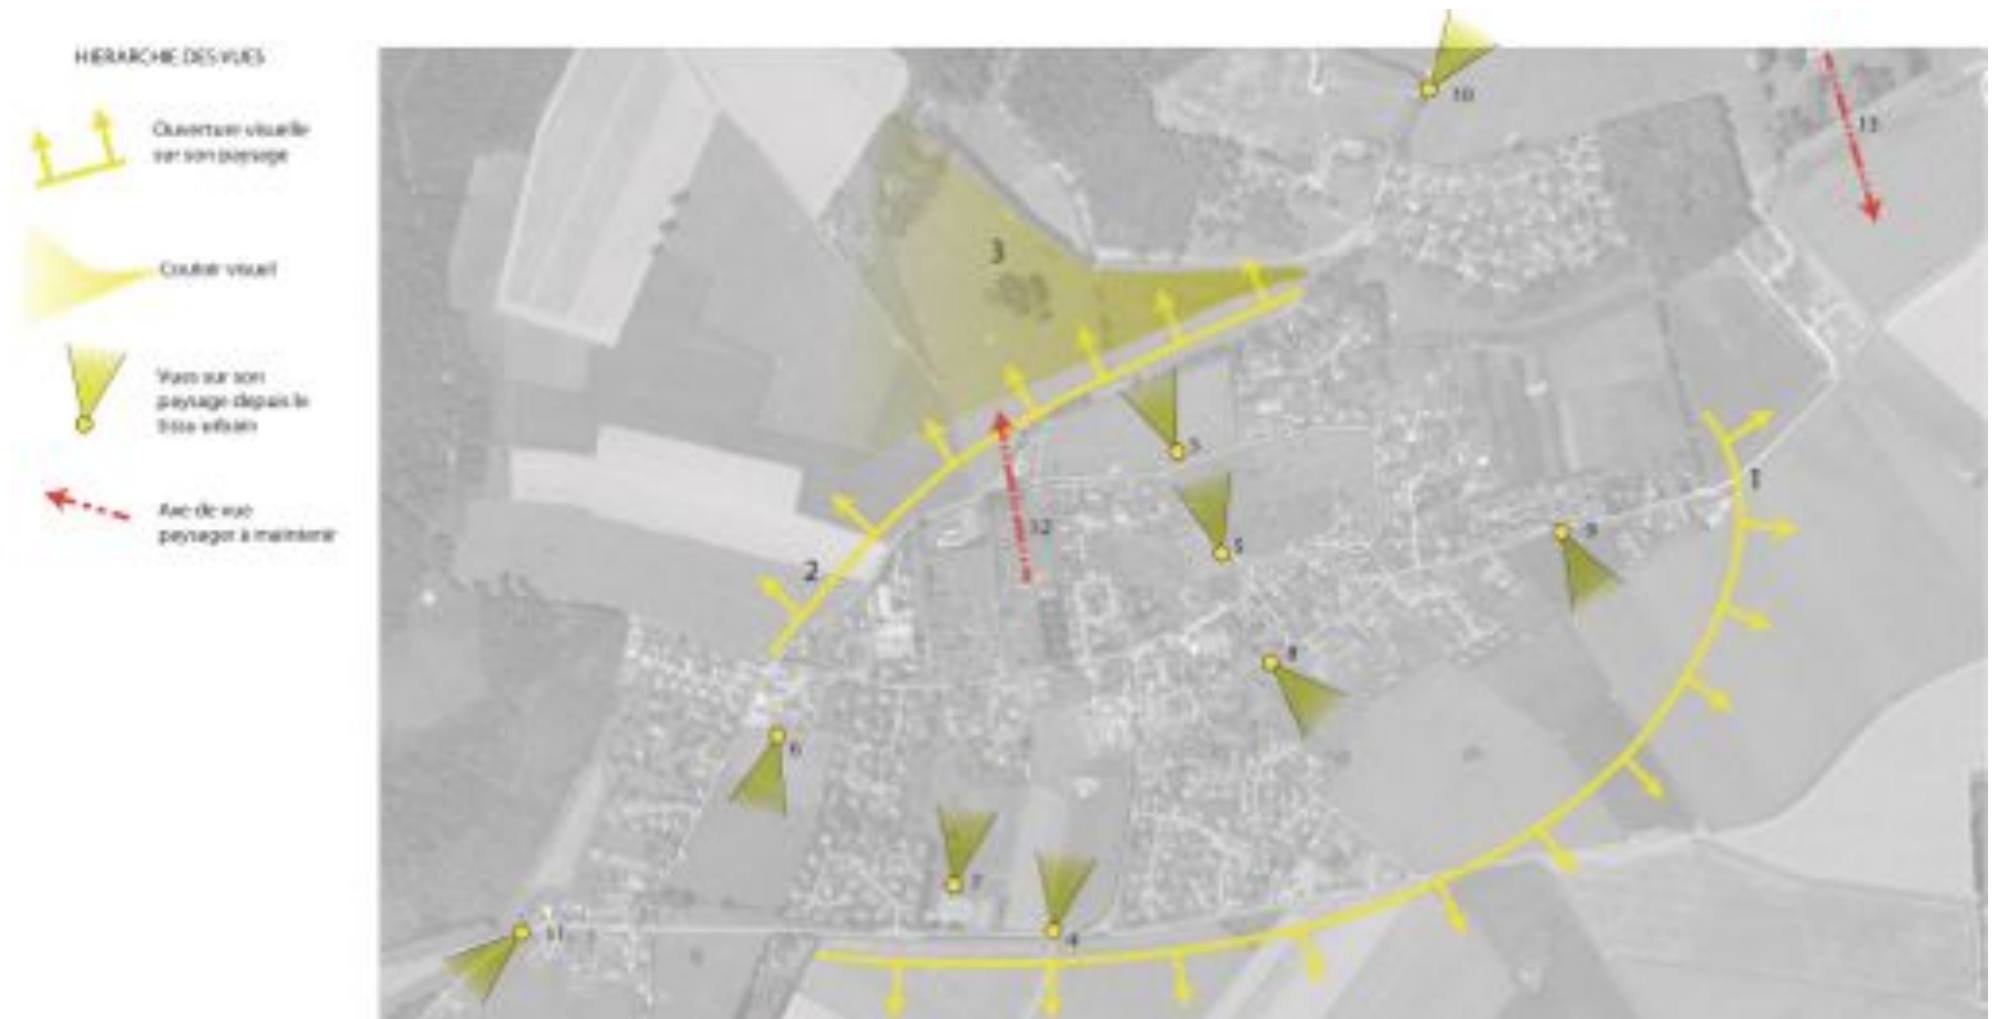 HIERARCHIE DES VUES
Ouverture visuelle
sur son paysage
Couloir visuel
Vues sur son
paysage depuis le
tissu urbain
Axe de vue
paysager à maintenir
10
13
3
5
1
12
5
9
2
8
6
7
11
4